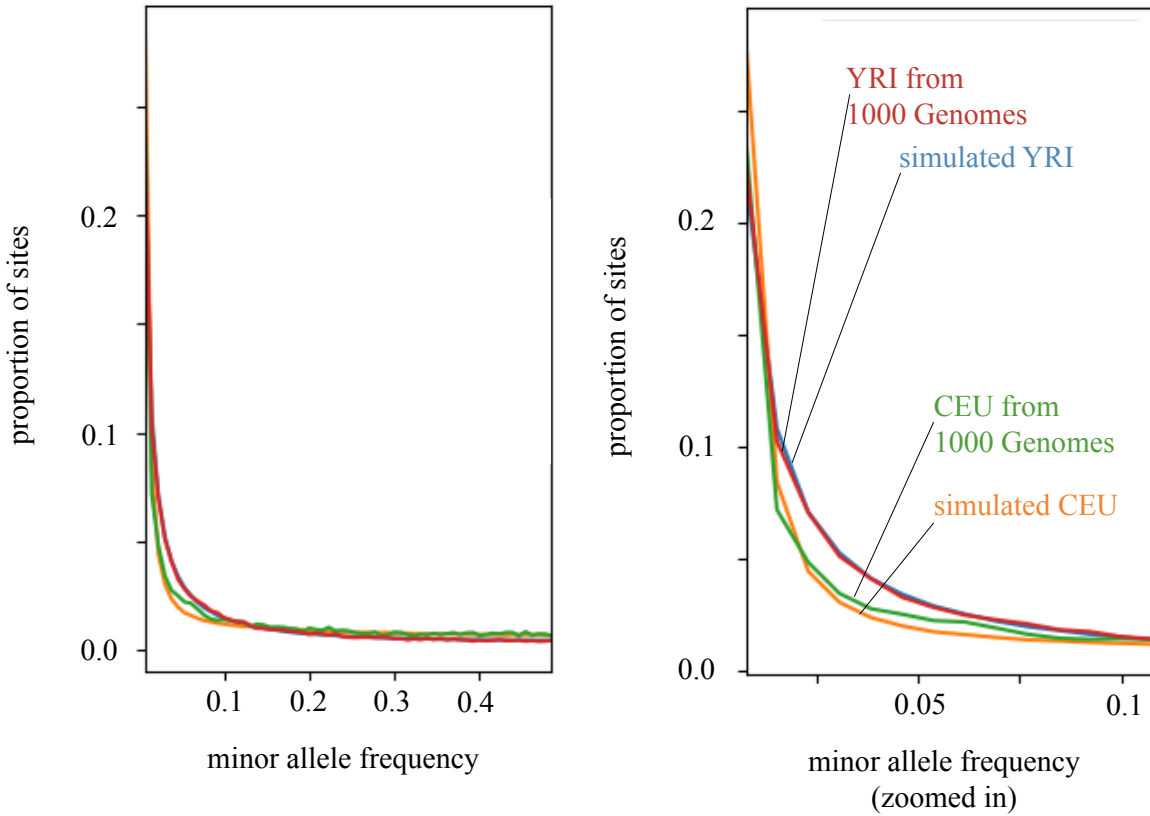 proportion of sites
0.2
0.1
0.0
0.1
0.2
0.3
0.4
minor allele frequency
proportion of sites
0.2
0.1
0.0
YRI from
1000 Genomes
simulated YRI
CEU from
1000 Genomes
simulated CEU
0.05
0.1
minor allele frequency
(zoomed in)